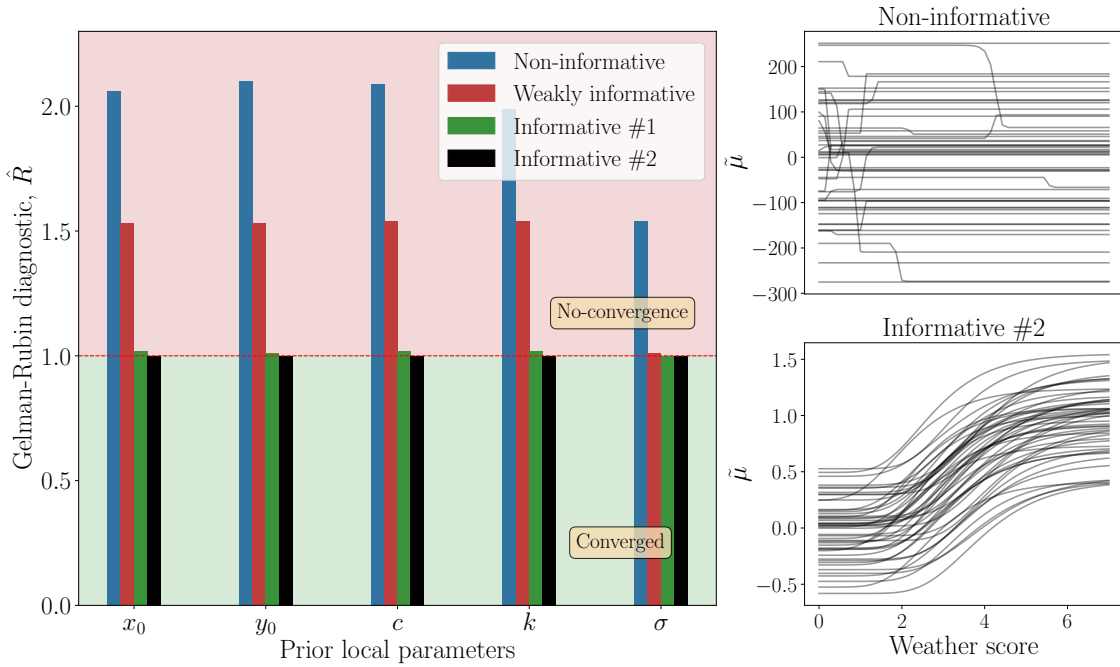 Gelman-Rubin diagnostic, R̂
2.0
1.5
1.0
0.5
0.0
Non-informative
Weakly informative
Informative #1
Informative #2
No-convergence
Converged
x₀ y₀ c k σ
Prior local parameters
Non-informative
μ̃
200
100
0
−100
−200
−300
Informative #2
μ̃
1.5
1.0
0.5
0.0
−0.5
0 2 4 6
Weather score